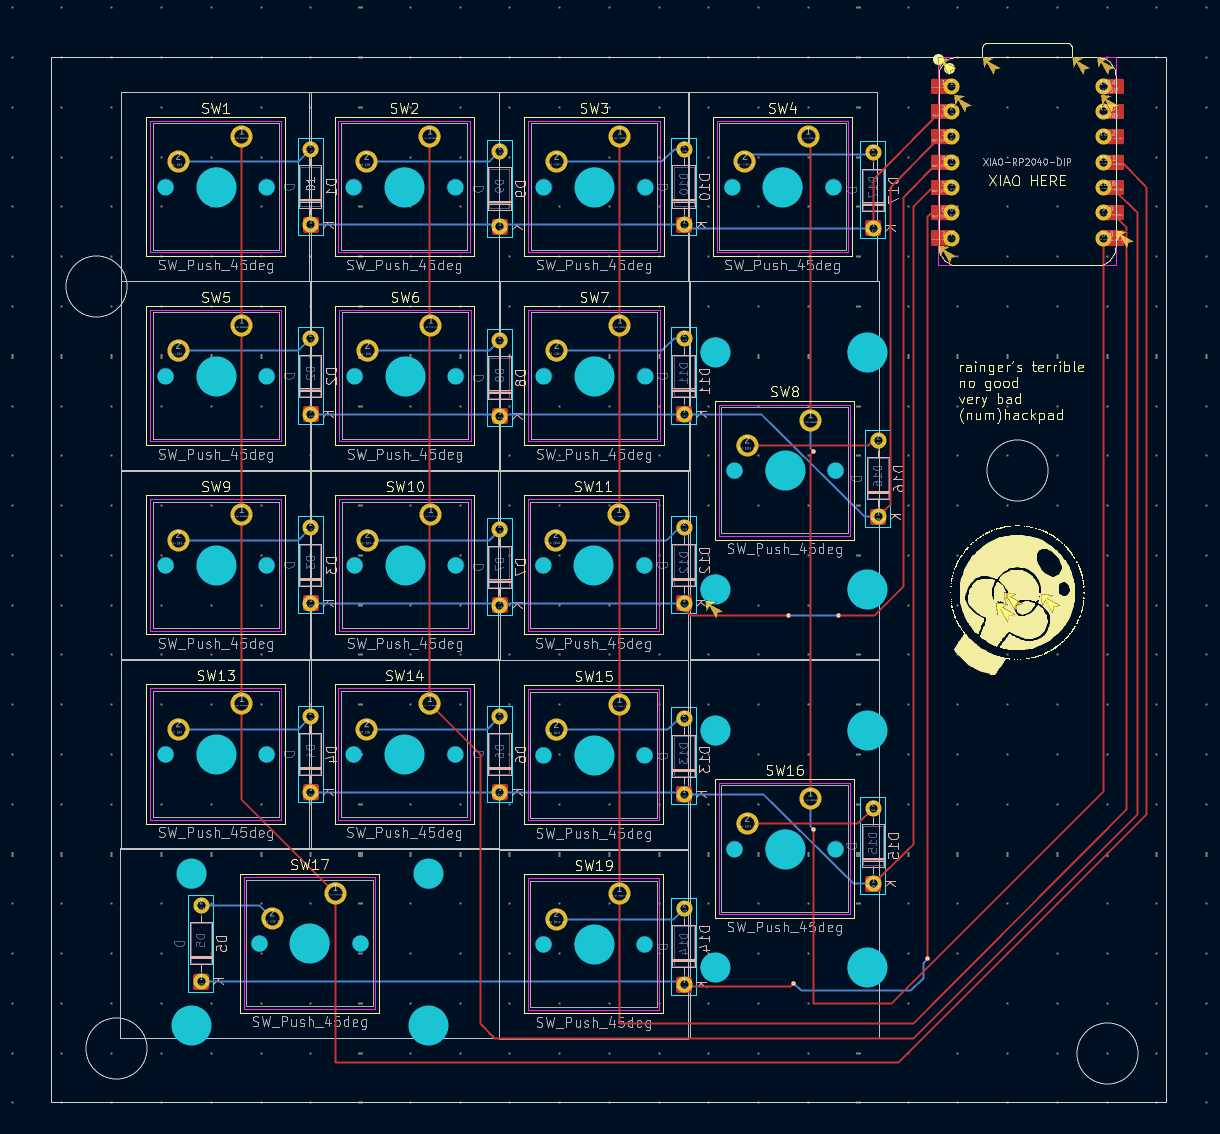 SW1 SW2 SW3 SW4
D1 D9 D10 D17
XIAO-RP2040-DIP
XIAO HERE
SW_Push_45deg SW_Push_45deg SW_Push_45deg SW_Push_45deg
SW5 SW6 SW7
D2 D8 D11
rainger's terrible
no good
very bad
(num)hackpad
SW8
SW_Push_45deg SW_Push_45deg SW_Push_45deg
D16
SW9 SW10 SW11
D3 D7 D12
SW_Push_45deg
SW_Push_45deg SW_Push_45deg SW_Push_45deg
SW13 SW14 SW15
D4 D6 D13
SW16
SW_Push_45deg SW_Push_45deg SW_Push_45deg
D15
SW17 SW19
SW_Push_45deg
D5 D14
SW_Push_45deg SW_Push_45deg